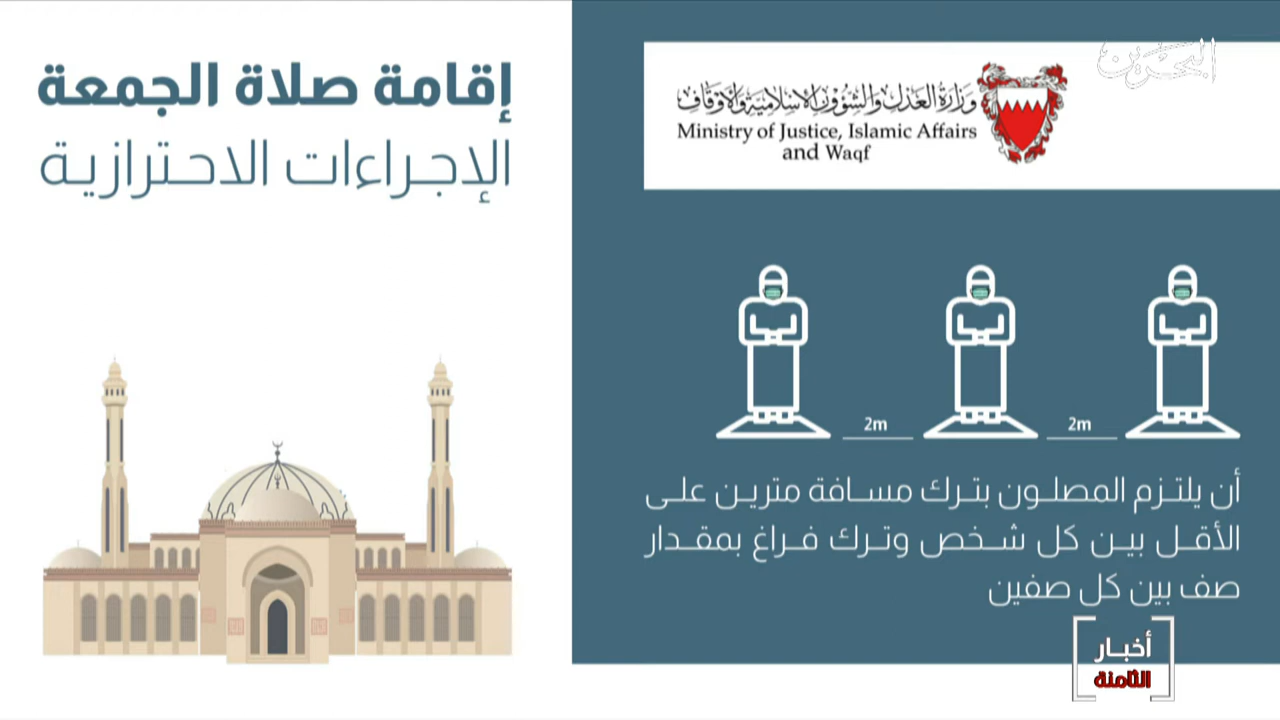 البحرين
وزارة العدل والشؤون الإسلامية والأوقاف
Ministry of Justice, Islamic Affairs
and Waqf
إقامة صلاة الجمعة
الإجراءات الاحترازية
2m
2m
أن يلتزم المصلون بترك مسافة مترين على
الأقل بين كل شخص وترك فراغ بمقدار
صف بين كل صفين
أخبار
الثامنة